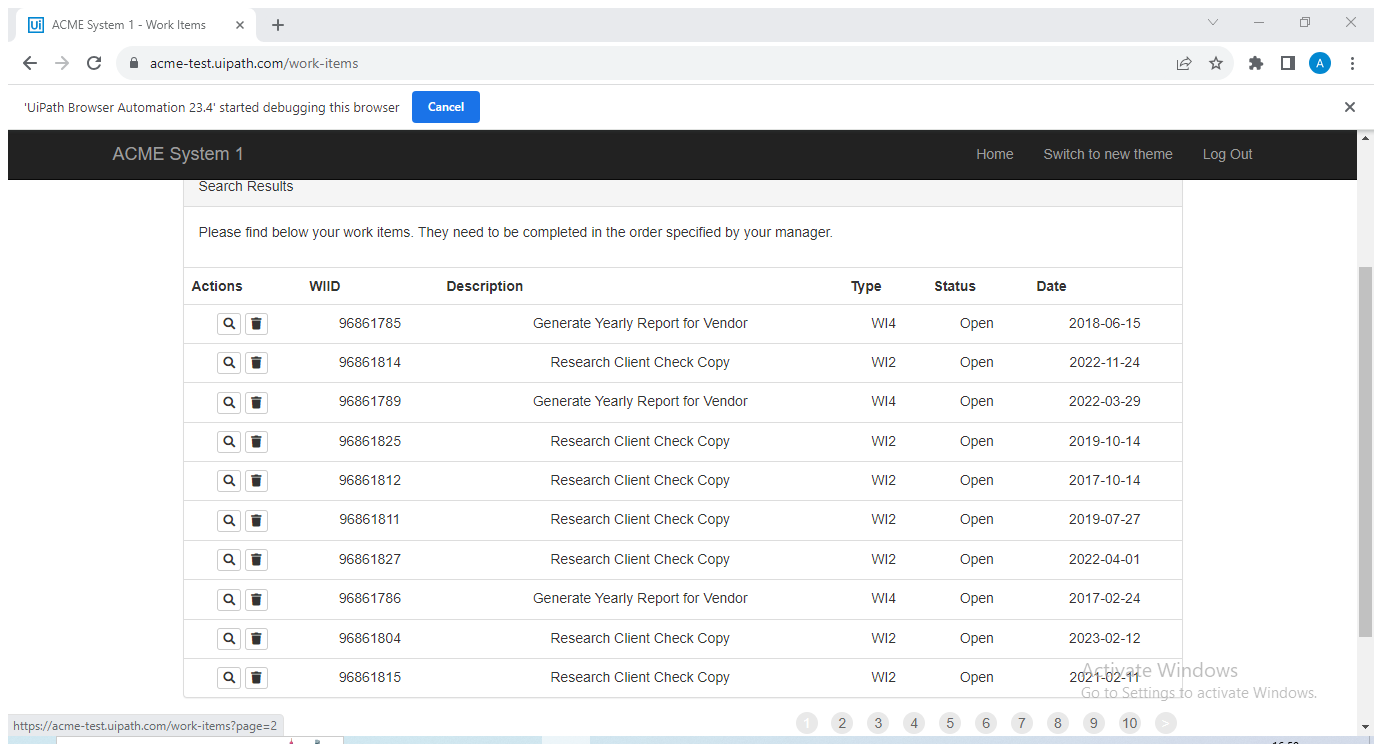 ACME System 1 - Work Items
acme-test.uipath.com/work-items
A
'UiPath Browser Automation 23.4' started debugging this browser Cancel
ACME System 1 Home Switch to new theme Log Out
Search Results
Please find below your work items. They need to be completed in the order specified by your manager.
Actions WIID Description Type Status Date
96861785 Generate Yearly Report for Vendor WI4 Open 2018-06-15
96861814 Research Client Check Copy WI2 Open 2022-11-24
96861789 Generate Yearly Report for Vendor WI4 Open 2022-03-29
96861825 Research Client Check Copy WI2 Open 2019-10-14
96861812 Research Client Check Copy WI2 Open 2017-10-14
96861811 Research Client Check Copy WI2 Open 2019-07-27
96861827 Research Client Check Copy WI2 Open 2022-04-01
96861786 Generate Yearly Report for Vendor WI4 Open 2017-02-24
96861804 Research Client Check Copy WI2 Open 2023-02-12
96861815 Research Client Check Copy WI2 Open 2021-02-11
Activate Windows
Go to Settings to activate Windows.
https://acme-test.uipath.com/work-items?page=2
1 2 3 4 5 6 7 8 9 10 >